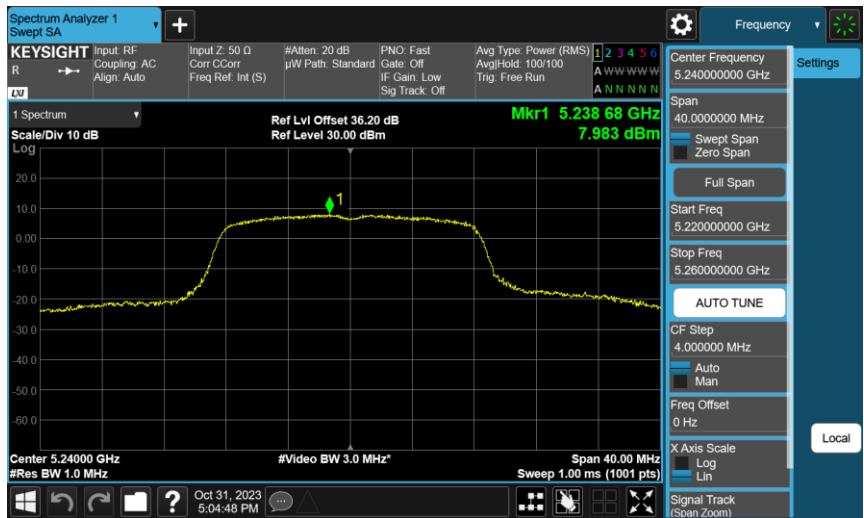 Spectrum Analyzer 1
Swept SA
Frequency
KEYSIGHT
R
LXI
Input: RF
Coupling: AC
Align: Auto
Input Z: 50 Ω
Corr CCorr
Freq Ref: Int (S)
#Atten: 20 dB
µW Path: Standard
PNO: Fast
Gate: Off
IF Gain: Low
Sig Track: Off
Avg Type: Power (RMS)
Avg|Hold: 100/100
Trig: Free Run
1 2 3 4 5 6
A W W W W W
A N N N N N
1 Spectrum
Scale/Div 10 dB
Log
Ref Lvl Offset 36.20 dB
Ref Level 30.00 dBm
Mkr1 5.238 68 GHz
7.983 dBm
1
20.0
10.0
0.00
-10.0
-20.0
-30.0
-40.0
-50.0
-60.0
Center 5.24000 GHz
#Res BW 1.0 MHz
#Video BW 3.0 MHz*
Span 40.00 MHz
Sweep 1.00 ms (1001 pts)
Oct 31, 2023
5:04:48 PM
Center Frequency
5.240000000 GHz
Span
40.0000000 MHz
Swept Span
Zero Span
Full Span
Start Freq
5.220000000 GHz
Stop Freq
5.260000000 GHz
AUTO TUNE
CF Step
4.000000 MHz
Auto
Man
Freq Offset
0 Hz
X Axis Scale
Log
Lin
Signal Track
(Span Zoom)
Settings
Local